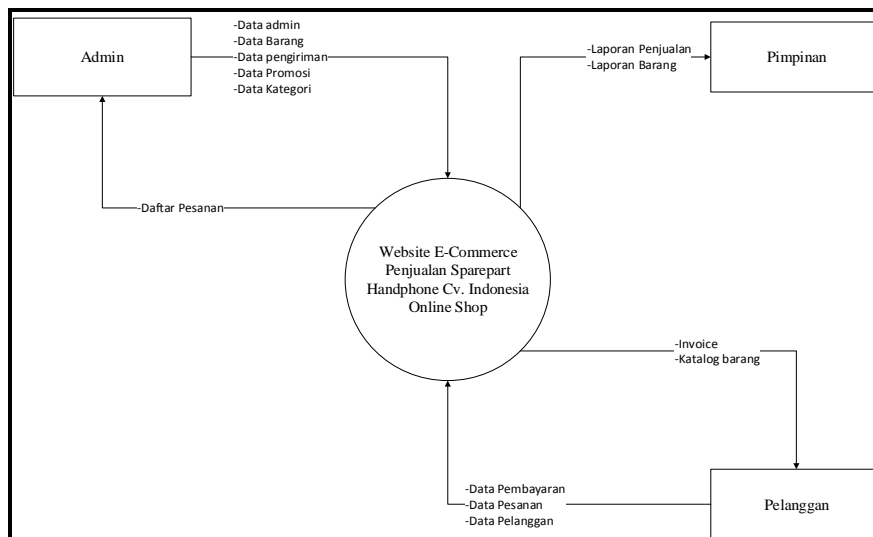 -Data admin
-Data Barang
-Data pengiriman
-Data Promosi
-Data Kategori
Admin
-Laporan Penjualan
-Laporan Barang
Pimpinan
-Daftar Pesanan
Website E-Commerce
Penjualan Sparepart
Handphone Cv. Indonesia
Online Shop
-Invoice
-Katalog barang
-Data Pembayaran
-Data Pesanan
-Data Pelanggan
Pelanggan